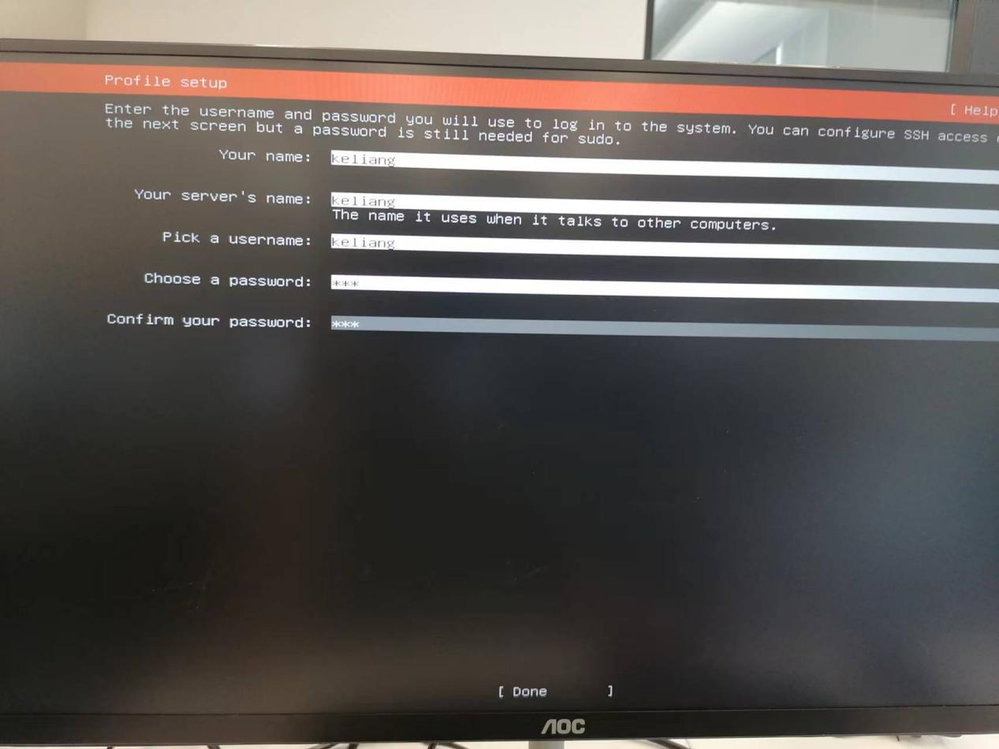 Profile setup
[ Help
Enter the username and password you will use to log in to the system. You can configure SSH access
the next screen but a password is still needed for sudo.
Your name: keliang
Your server's name: keliang
The name it uses when it talks to other computers.
Pick a username: keliang
Choose a password: ***
Confirm your password: ***
[ Done ]
AOC